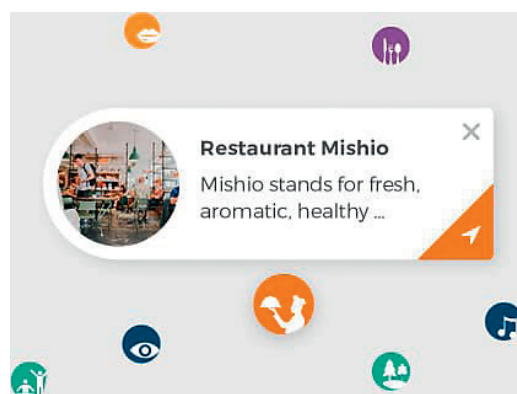 Restaurant Mishio
Mishio stands for fresh,
aromatic, healthy ...